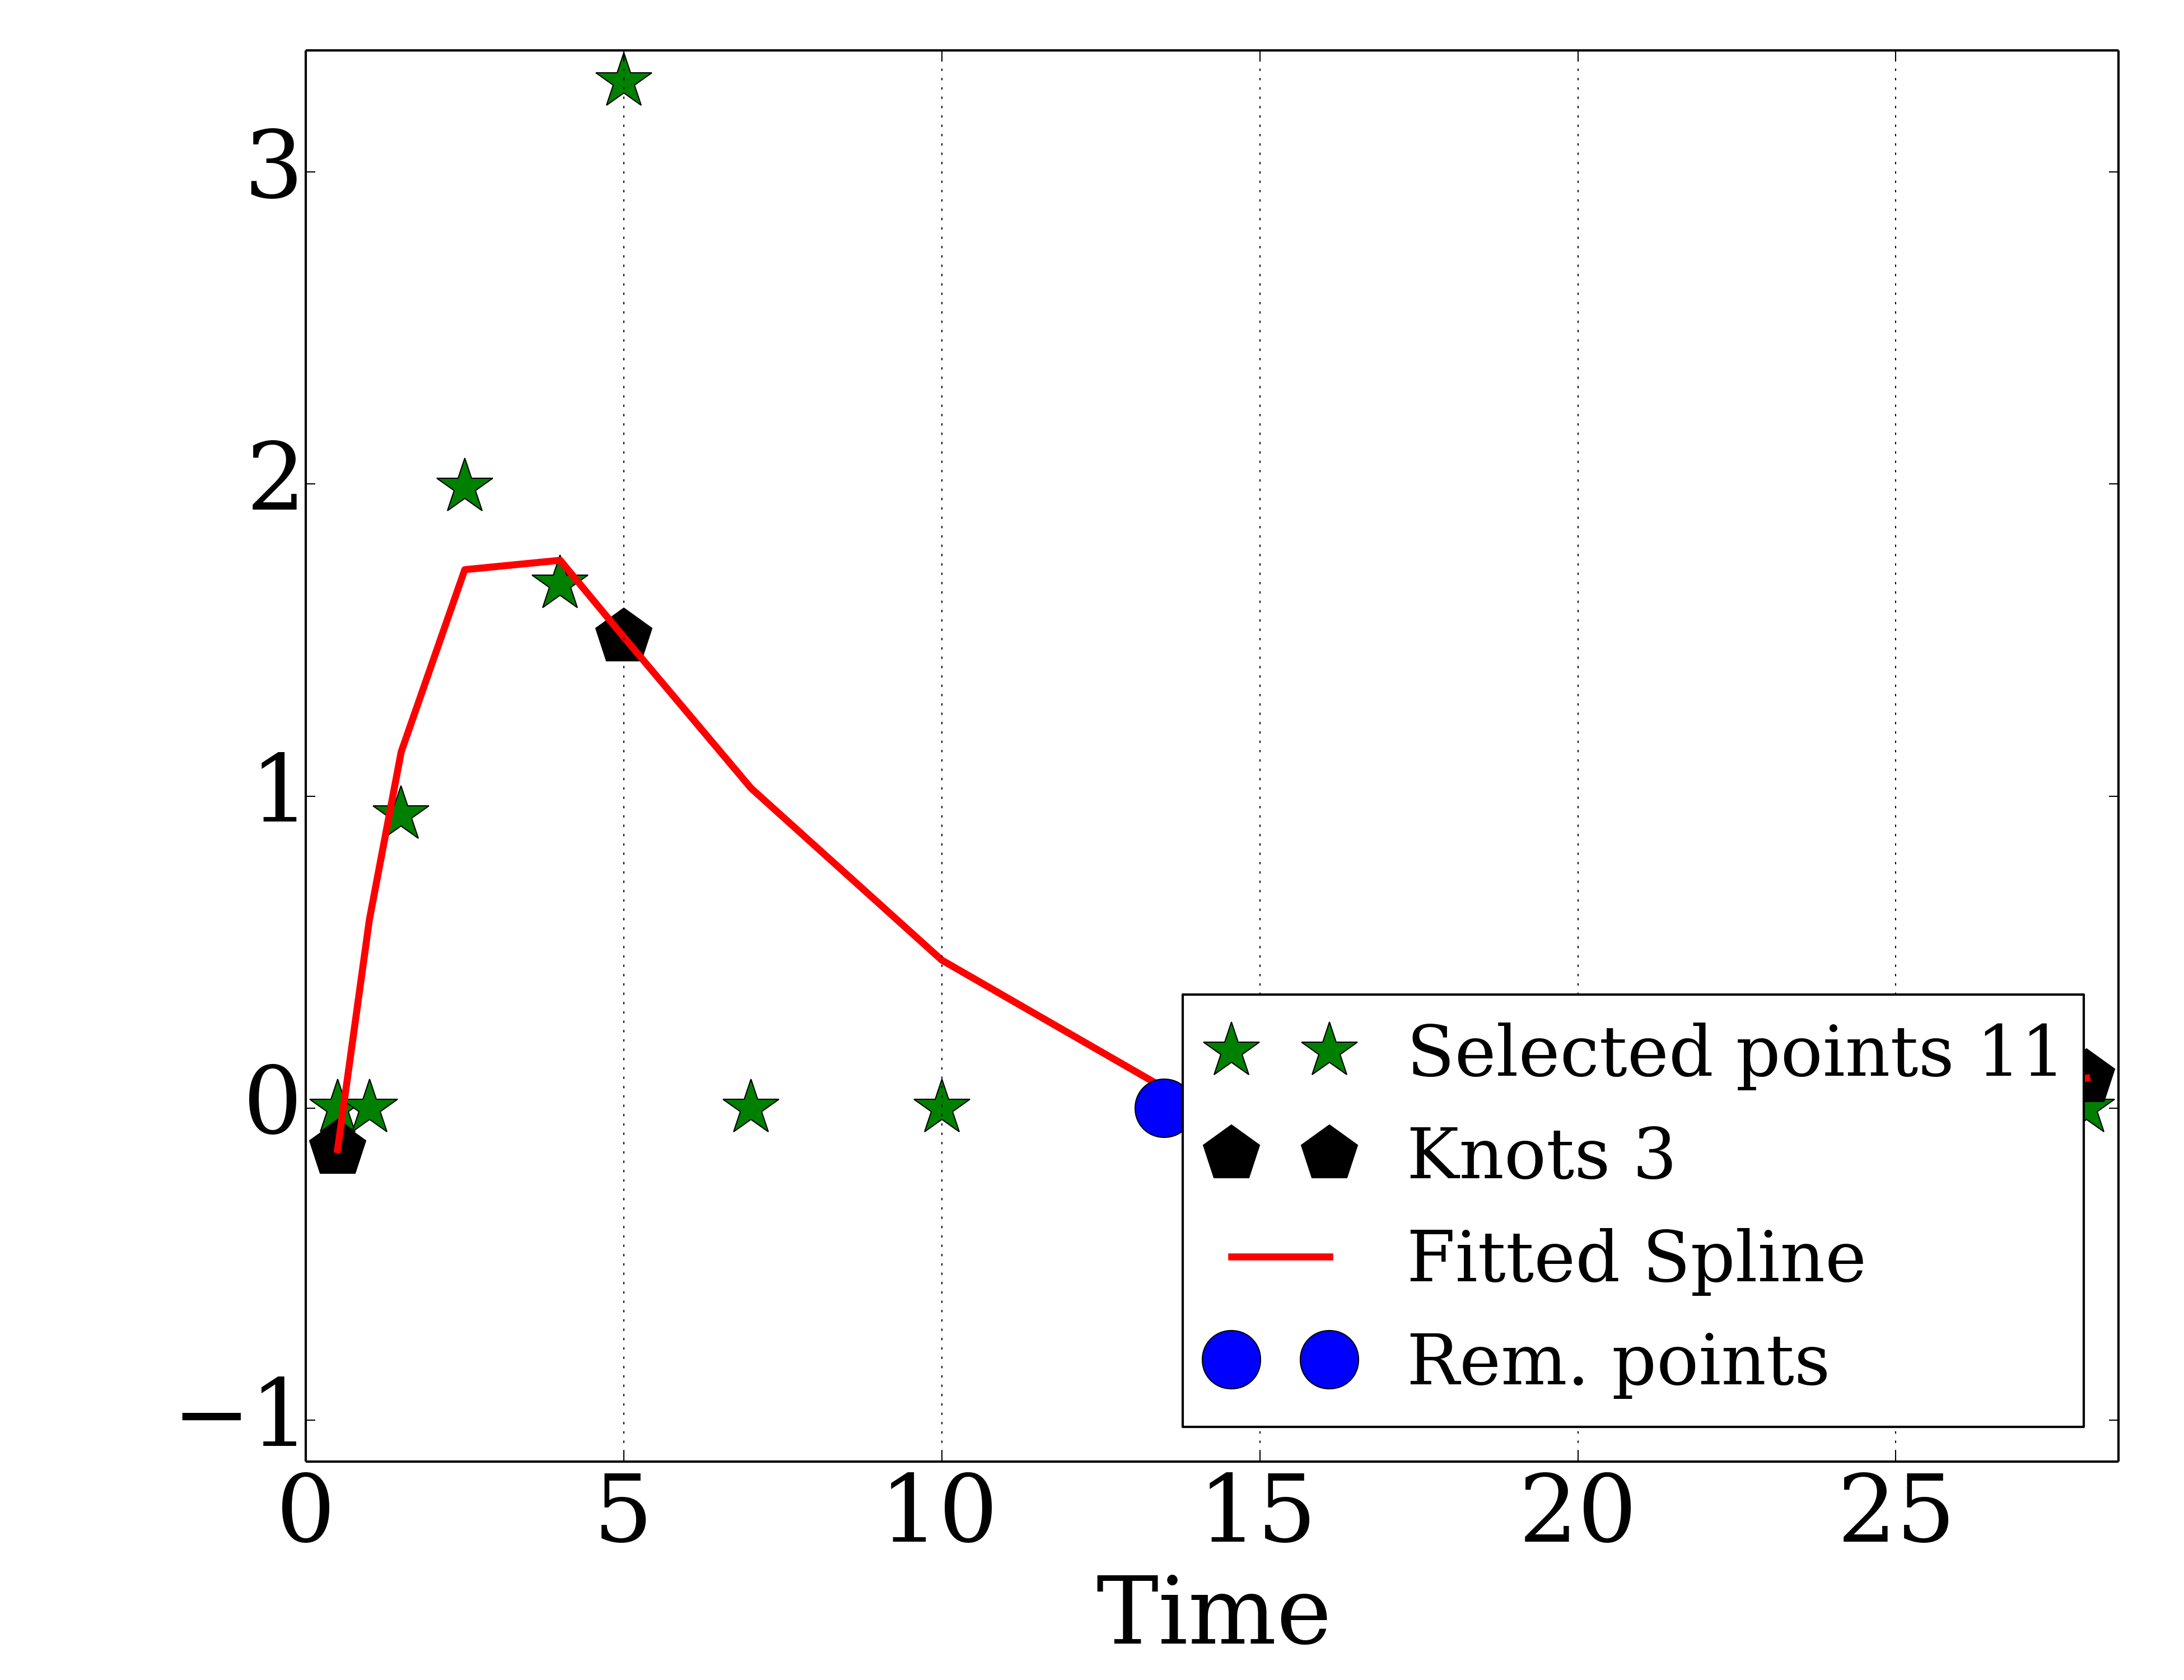 3
2
1
0
−1
Selected points 11
Knots 3
Fitted Spline
Rem. points
0 5 10 15 20 25
Time